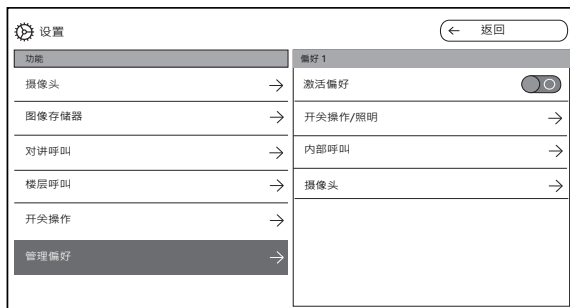 设置
← 返回
功能
摄像头
图像存储器
对讲呼叫
楼层呼叫
开关操作
管理偏好
偏好 1
激活偏好
开关操作/照明
内部呼叫
摄像头